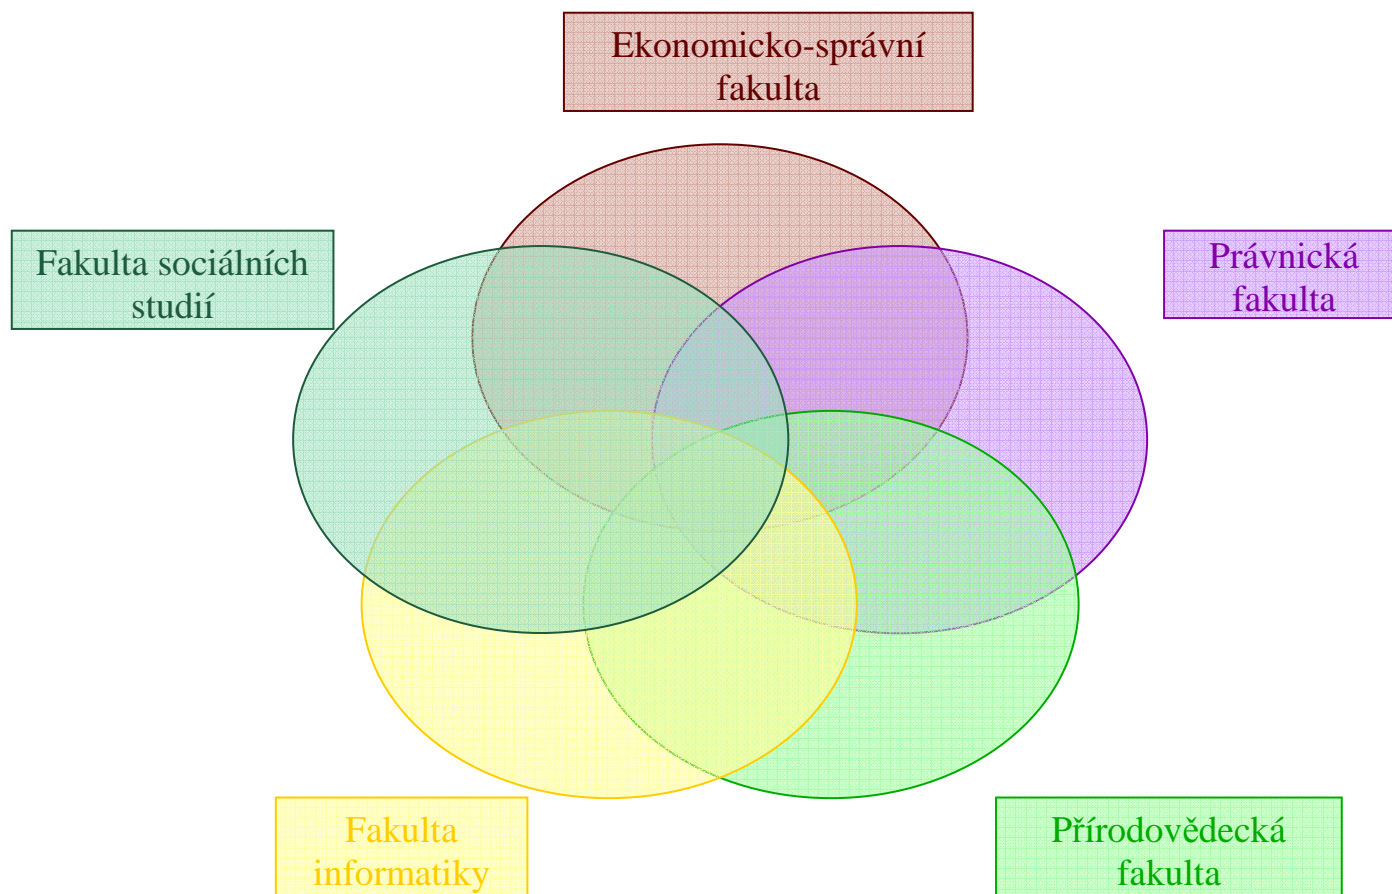 Ekonomicko-správní
fakulta
Fakulta sociálních
studií
Právnická
fakulta
Fakulta
informatiky
Přírodovědecká
fakulta